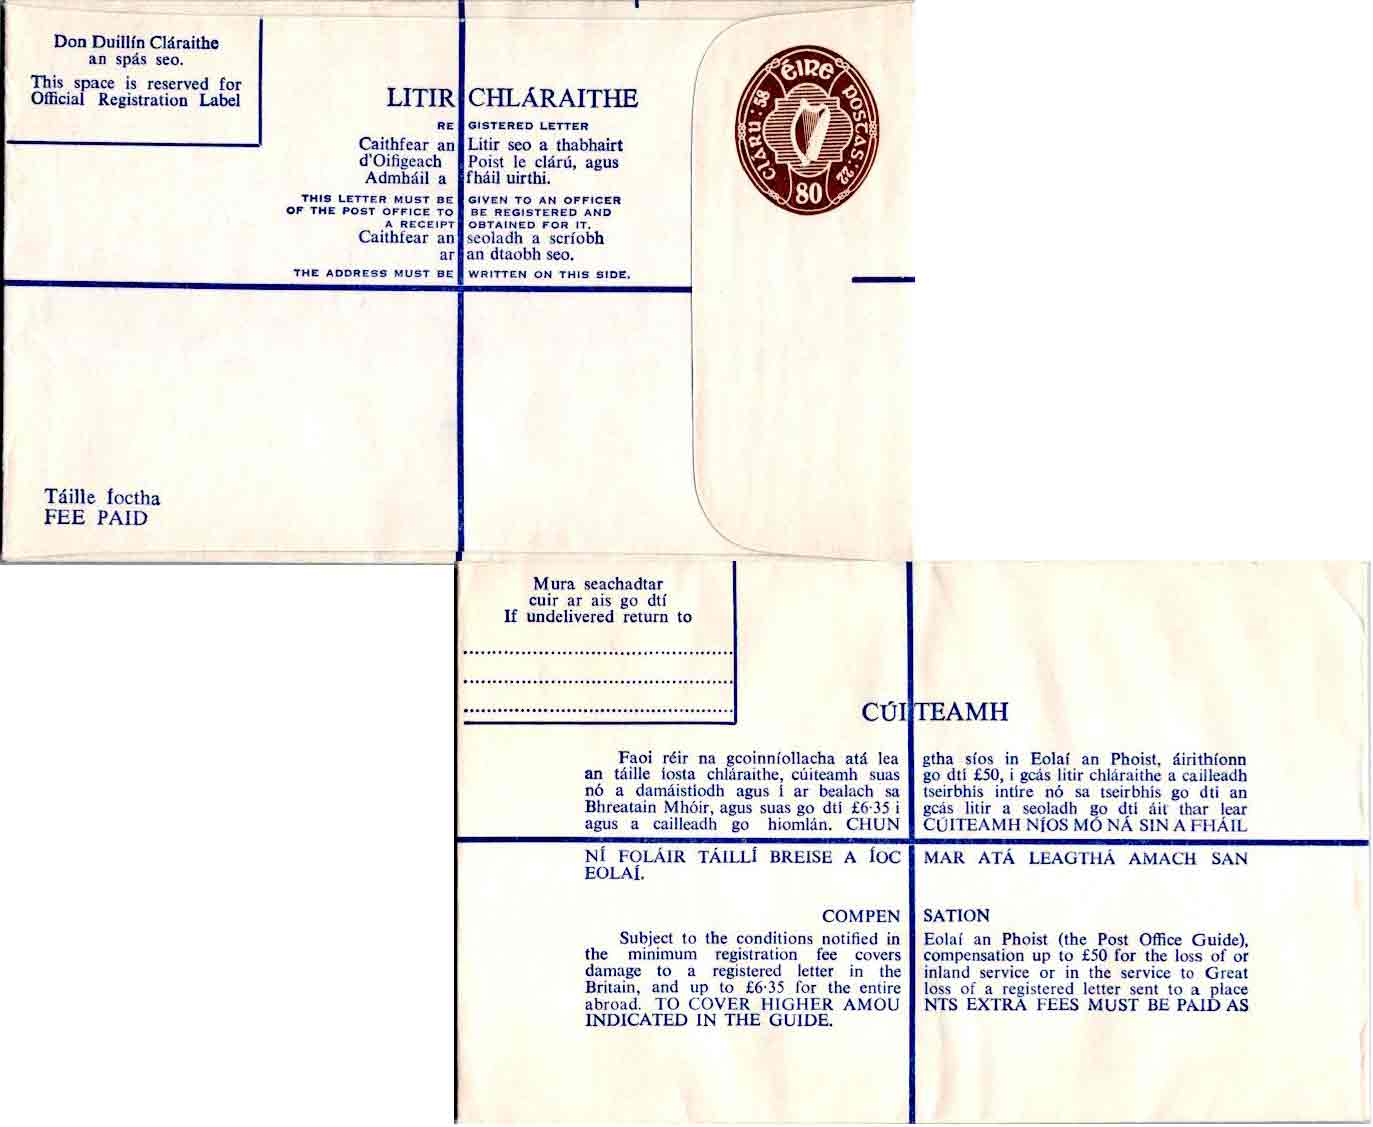 Don Duillín Cláraithe
an spás seo.
This space is reserved for
Official Registration Label
LITIR CHLÁRAITHE
REGISTERED LETTER
Caithfear an Litir seo a thabhairt
d'Oifigeach Poist le clárú, agus
Admháil a fháil uirthi.
THIS LETTER MUST BE GIVEN TO AN OFFICER
OF THE POST OFFICE TO BE REGISTERED AND
A RECEIPT OBTAINED FOR IT.
Caithfear an seoladh a scríobh
ar an dtaobh seo.
THE ADDRESS MUST BE WRITTEN ON THIS SIDE.
éire
cláru: 58
postas: 22
80
Táille íoctha
FEE PAID
Mura seachadtar
cuir ar ais go dtí
If undelivered return to
CÚITEAMH
Faoi réir na gcoinníollacha atá leagtha síos in Eolaí an Phoist, áirithíonn
an táille íosta chláraithe, cúiteamh suas go dtí £50, i gcás litir chláraithe a cailleadh
nó a damáistíodh agus í ar bealach sa tseirbhís intíre nó sa tseirbhís go dtí an
Bhreatain Mhóir, agus suas go dtí £6·35 i gcás litir a seoladh go dtí áit thar lear
agus a cailleadh go hiomlán. CHUN CÚITEAMH NÍOS MÓ NÁ SIN A FHÁIL
NÍ FOLÁIR TÁILLÍ BREISE A ÍOC MAR ATÁ LEAGTHÁ AMACH SAN
EOLAÍ.
COMPENSATION
Subject to the conditions notified in Eolaí an Phoist (the Post Office Guide),
the minimum registration fee covers compensation up to £50 for the loss of or
damage to a registered letter in the inland service or in the service to Great
Britain, and up to £6·35 for the entire loss of a registered letter sent to a place
abroad. TO COVER HIGHER AMOUNTS EXTRA FEES MUST BE PAID AS
INDICATED IN THE GUIDE.